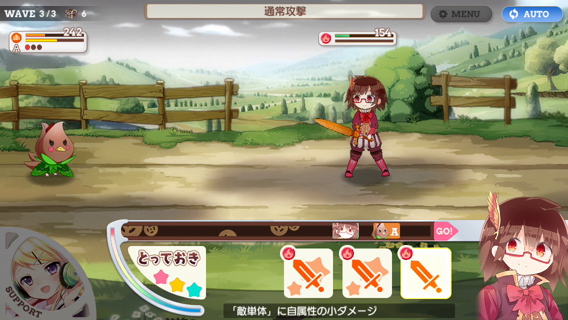 WAVE 3/3 6
通常攻撃
MENU
AUTO
242
A
154
A
GO!
とっておき
SUPPORT
「敵単体」に自属性の小ダメージ